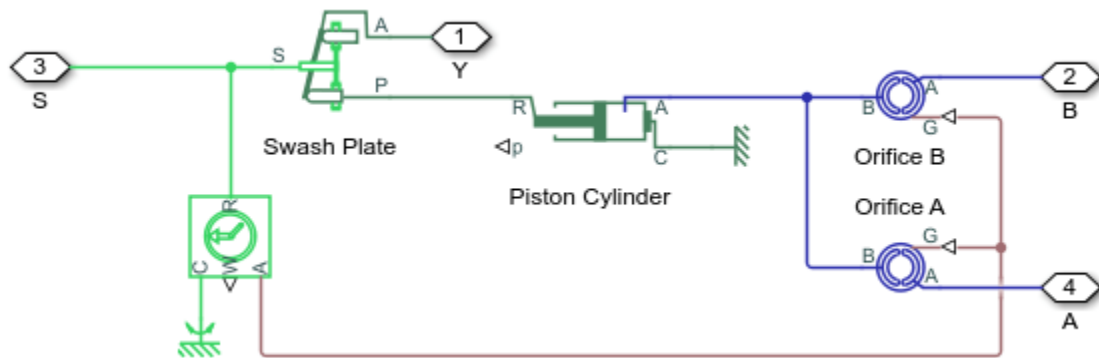 A
1
Y
3
S
S
P
R
A
p
C
Swash Plate
Piston Cylinder
B
A
G
2
B
Orifice B
Orifice A
G
B
A
4
A
R
C
W
A